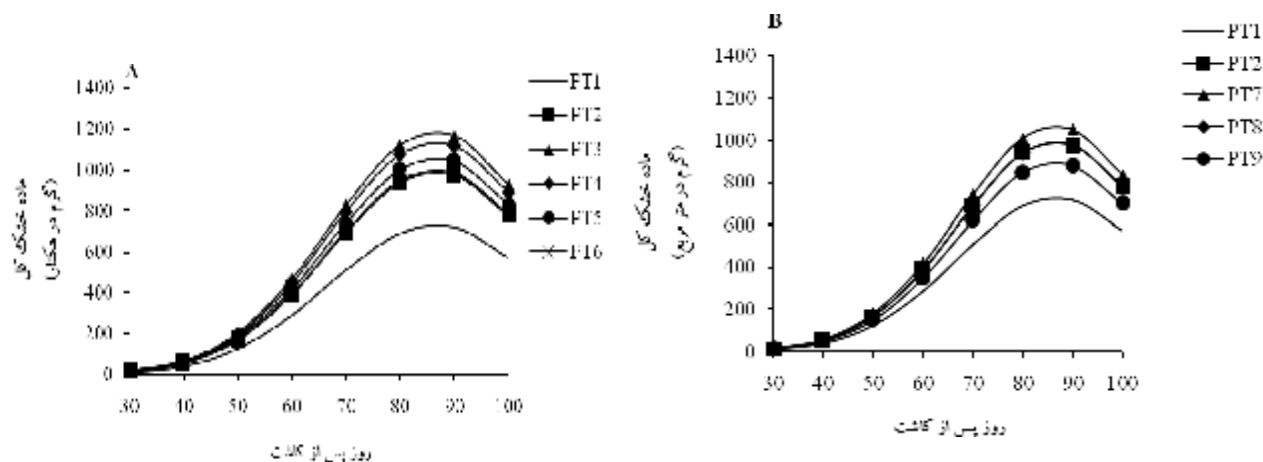 A
1400
1200
1000
800
600
400
200
0
30 40 50 60 70 80 90 100
ماده خشک کل
(گرم در هکتار)
روز پس از کاشت
PT1
PT2
PT3
PT4
PT5
PT6
B
1400
1200
1000
800
600
400
200
0
30 40 50 60 70 80 90 100
ماده خشک کل
(گرم در متر مربع)
روز پس از کاشت
PT1
PT2
PT7
PT8
PT9